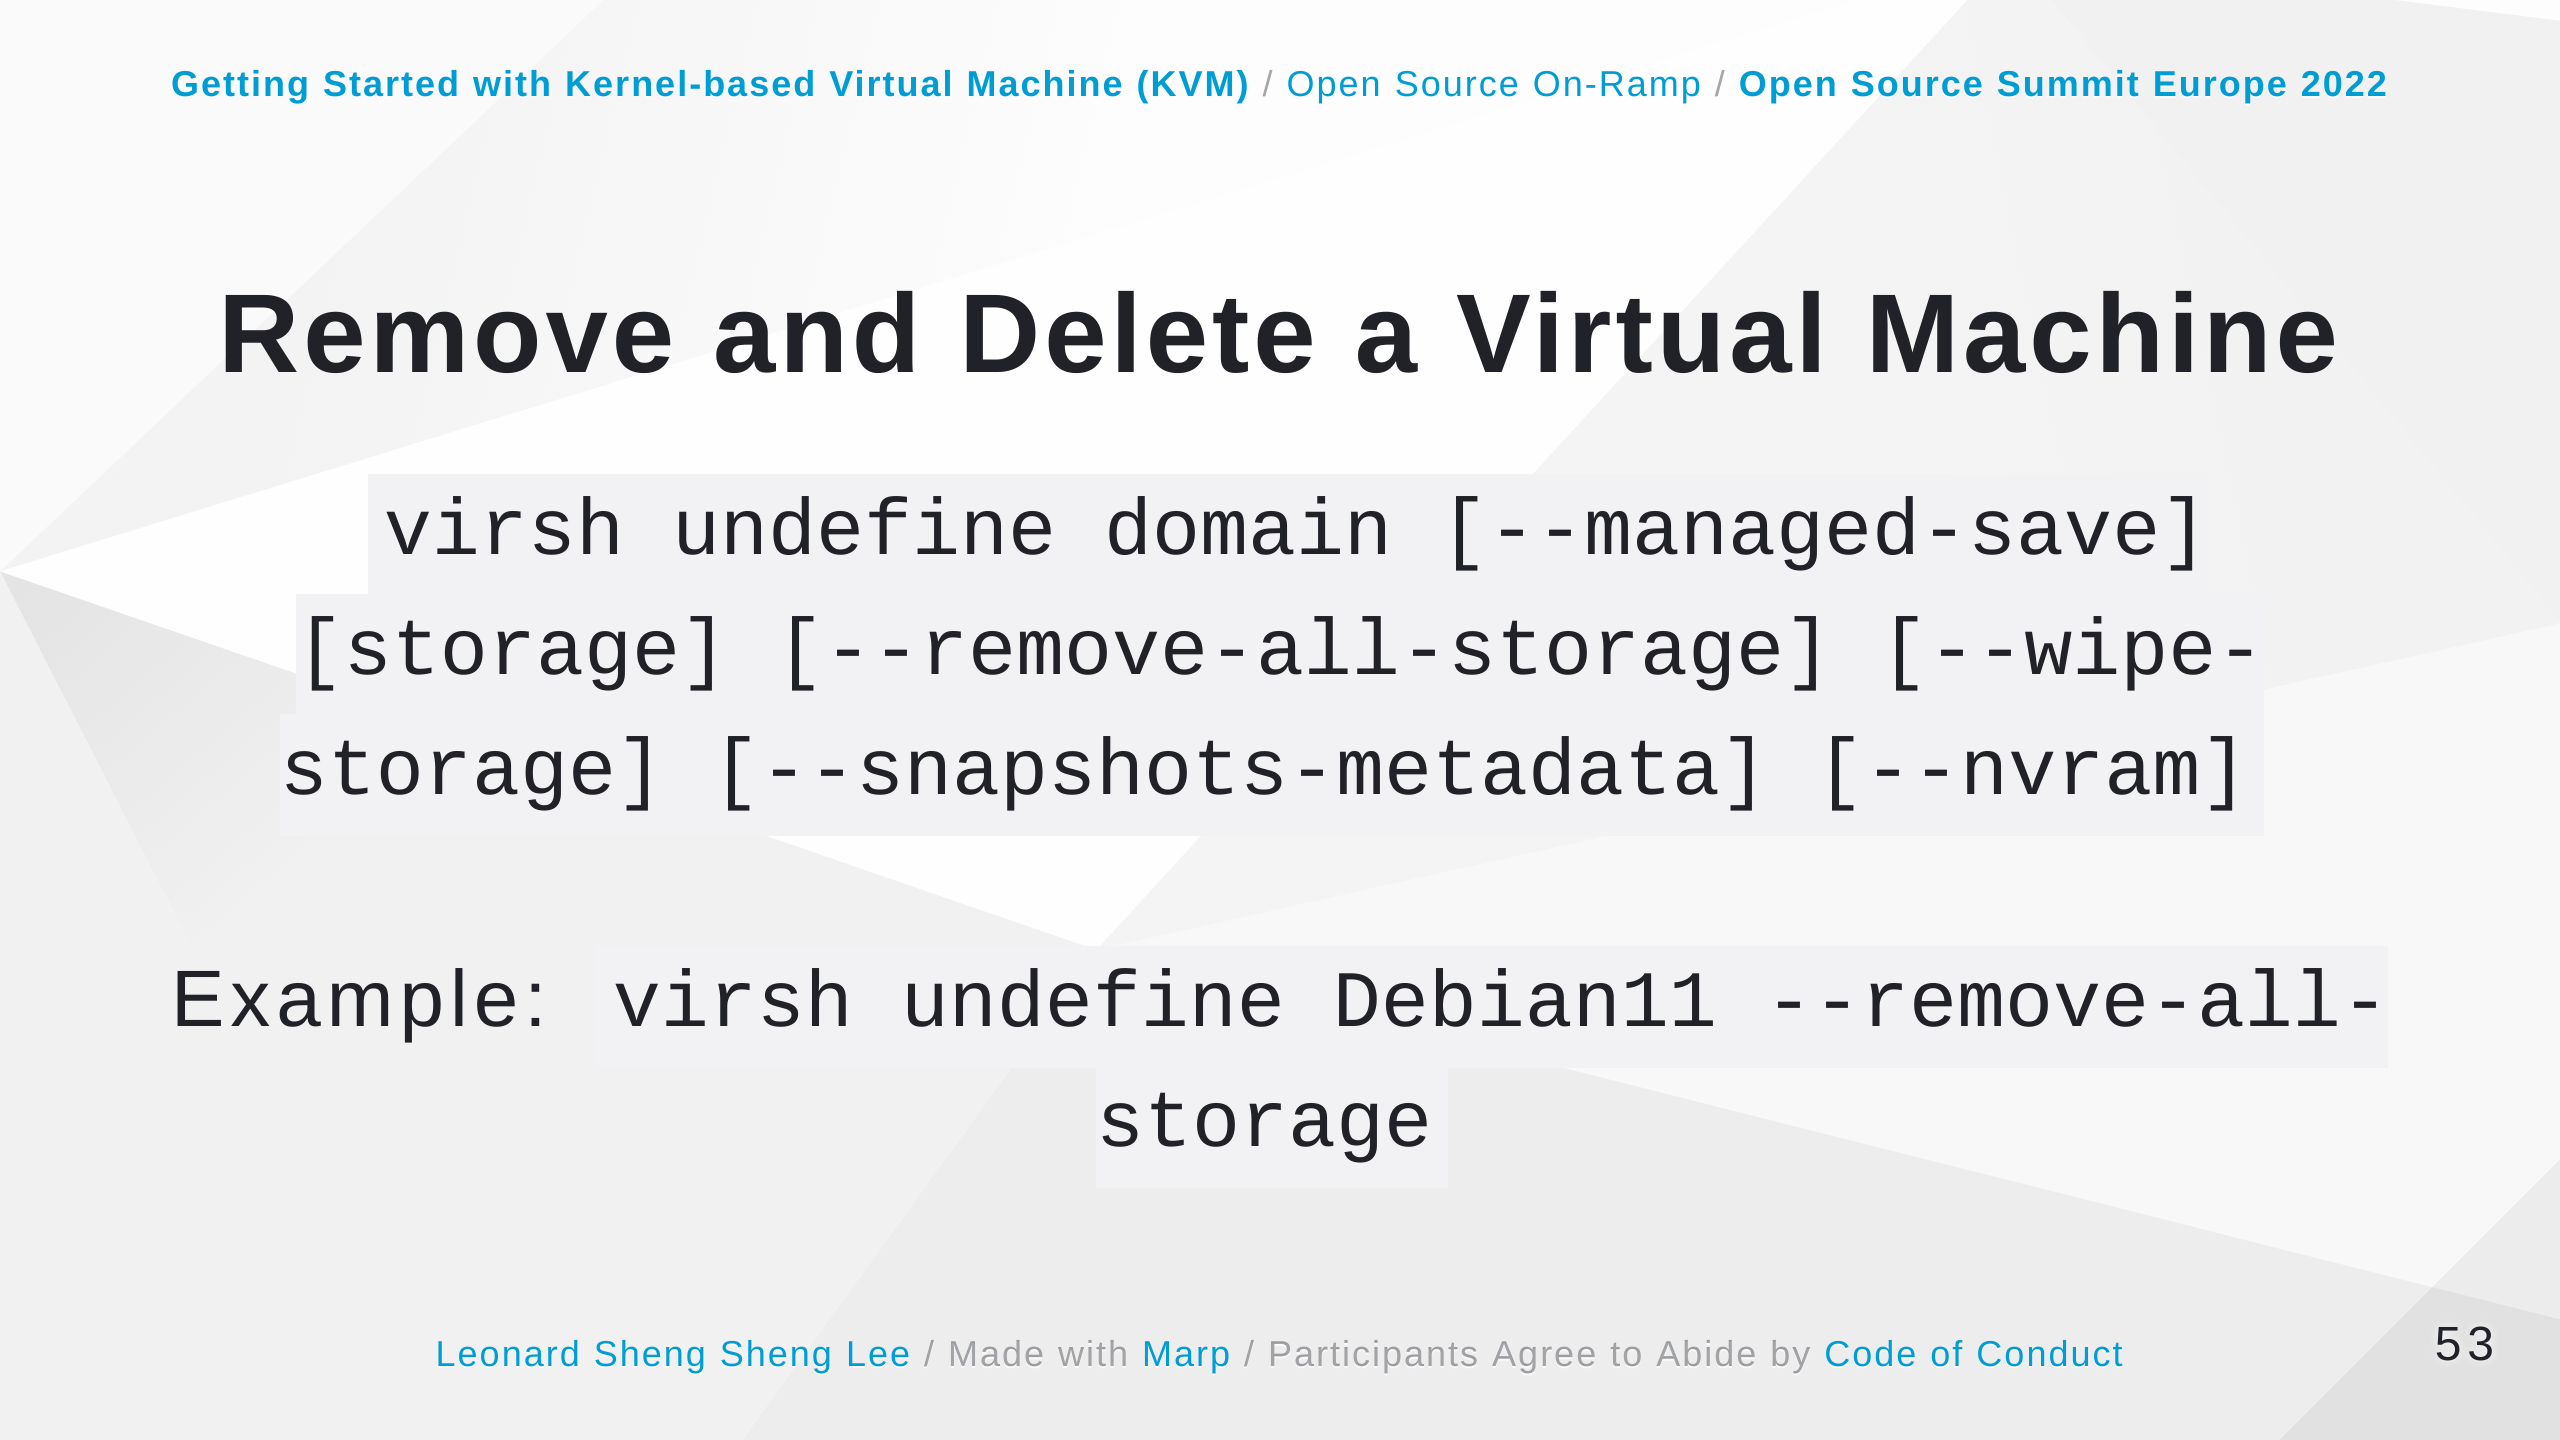 Getting Started with Kernel-based Virtual Machine (KVM) / Open Source On-Ramp / Open Source Summit Europe 2022
Remove and Delete a Virtual Machine
virsh undefine domain [--managed-save]
[storage] [--remove-all-storage] [--wipe-
storage] [--snapshots-metadata] [--nvram]
Example: virsh undefine Debian11 --remove-all-
storage
Leonard Sheng Sheng Lee / Made with Marp / Participants Agree to Abide by Code of Conduct
53